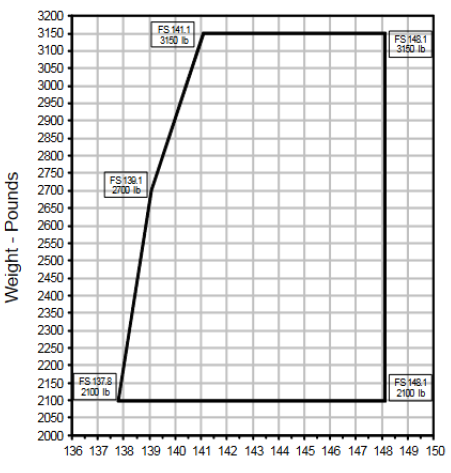 3200
3150
3100
3050
3000
2950
2900
2850
2800
2750
2700
2650
2600
2550
2500
2450
2400
2350
2300
2250
2200
2150
2100
2050
2000
Weight - Pounds
FS 141.1
3150 lb
FS 148.1
3150 lb
FS 139.1
2700 lb
FS 137.8
2100 lb
FS 148.1
2100 lb
136 137 138 139 140 141 142 143 144 145 146 147 148 149 150